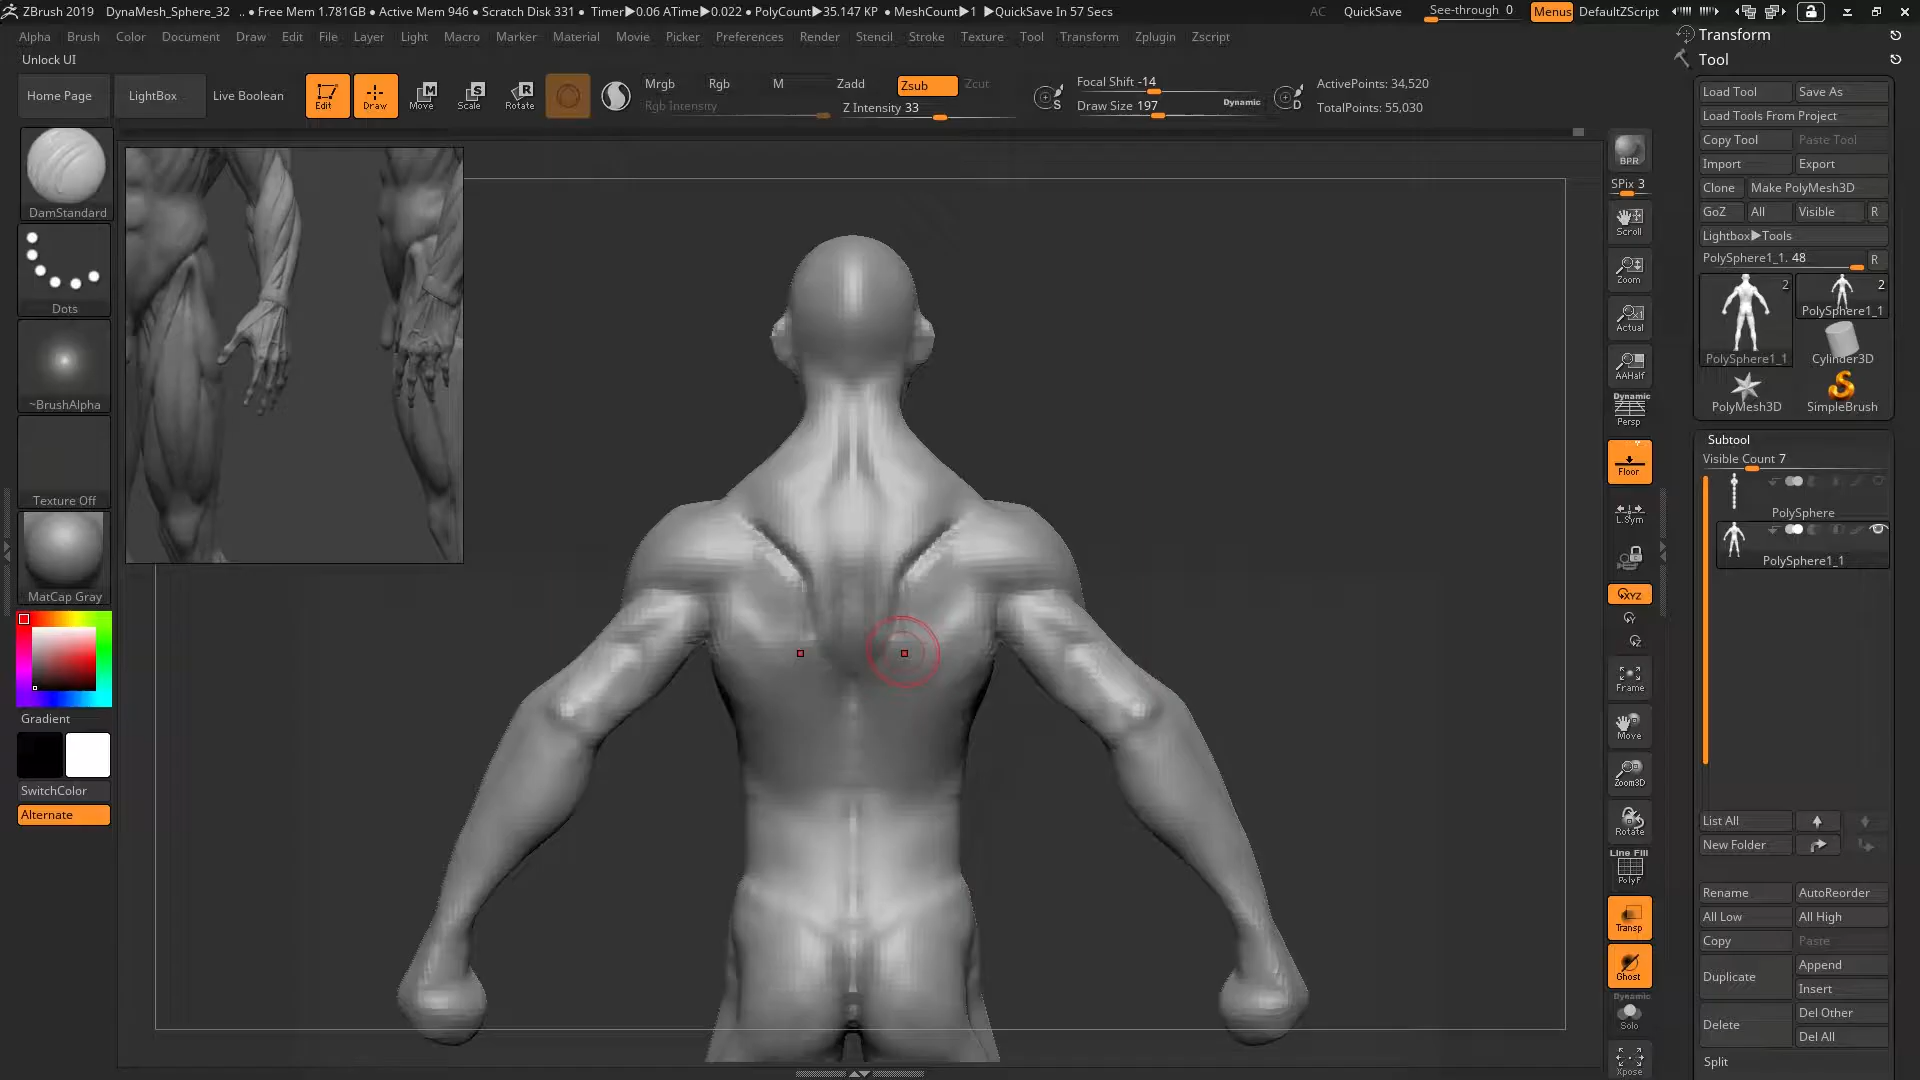 ZBrush 2019 DynaMesh_Sphere_32 .. ● Free Mem 1.781GB ● Active Mem 946 ● Scratch Disk 331 ● Timer▶0.06 ATime▶0.022 ● PolyCount▶35.147 KP ● MeshCount▶1 ▶QuickSave In 57 Secs AC QuickSave See-through 0 Menus DefaultZScript
Alpha Brush Color Document Draw Edit File Layer Light Macro Marker Material Movie Picker Preferences Render Stencil Stroke Texture Tool Transform Zplugin Zscript
Transform
Unlock UI
Tool
Home Page LightBox Live Boolean Edit Draw Move Scale Rotate
Mrgb Rgb M Zadd Zsub Zcut
Rgb Intensity Z Intensity 33
S Focal Shift -14
Draw Size 197 Dynamic D
ActivePoints: 34,520
TotalPoints: 55,030
DamStandard
Dots
~BrushAlpha
Texture Off
MatCap Gray
Gradient
SwitchColor
Alternate
BPR
SPix 3
Scroll
Zoom
Actual
AAHalf
Dynamic
Persp
Floor
L.Sym
XYZ
Y
Z
Frame
Move
Zoom3D
Rotate
Line Fill
PolyF
Transp
Ghost
Dynamic
Solo
Xpose
Load Tool Save As
Load Tools From Project
Copy Tool Paste Tool
Import Export
Clone Make PolyMesh3D
GoZ All Visible R
Lightbox▶Tools
PolySphere1_1. 48 R
2 2
PolySphere1_1
PolySphere1_1 Cylinder3D
PolyMesh3D SimpleBrush
Subtool
Visible Count 7
PolySphere
PolySphere1_1
List All
New Folder
Rename AutoReorder
All Low All High
Copy Paste
Duplicate Append
Insert
Delete Del Other
Del All
Split